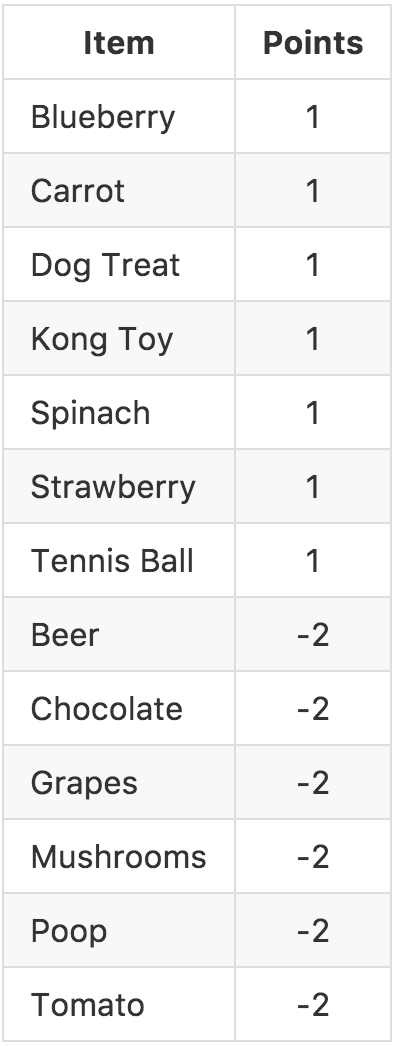 Item Points
Blueberry 1
Carrot 1
Dog Treat 1
Kong Toy 1
Spinach 1
Strawberry 1
Tennis Ball 1
Beer -2
Chocolate -2
Grapes -2
Mushrooms -2
Poop -2
Tomato -2